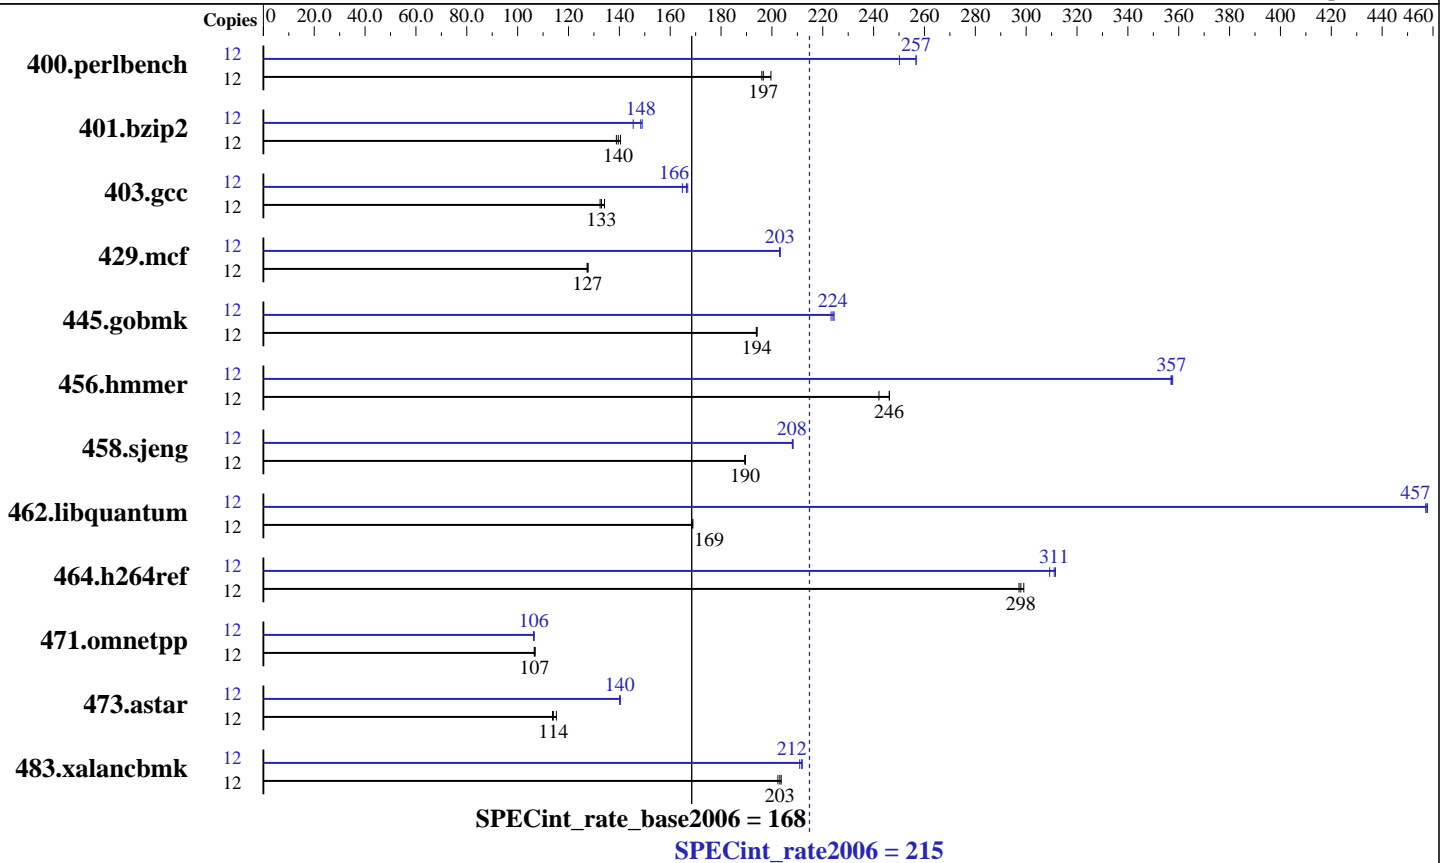 Copies 0 20.0 40.0 60.0 80.0 100 120 140 160 180 200 220 240 260 280 300 320 340 360 380 400 420 440 460
12 257
400.perlbench
12 197
12 148
401.bzip2
12 140
12 166
403.gcc
12 133
12 203
429.mcf
12 127
12 224
445.gobmk
12 194
12 357
456.hmmer
12 246
12 208
458.sjeng
12 190
12 457
462.libquantum
12 169
12 311
464.h264ref
12 298
12 106
471.omnetpp
12 107
12 140
473.astar
12 114
12 212
483.xalancbmk
12 203
SPECint_rate_base2006 = 168
SPECint_rate2006 = 215